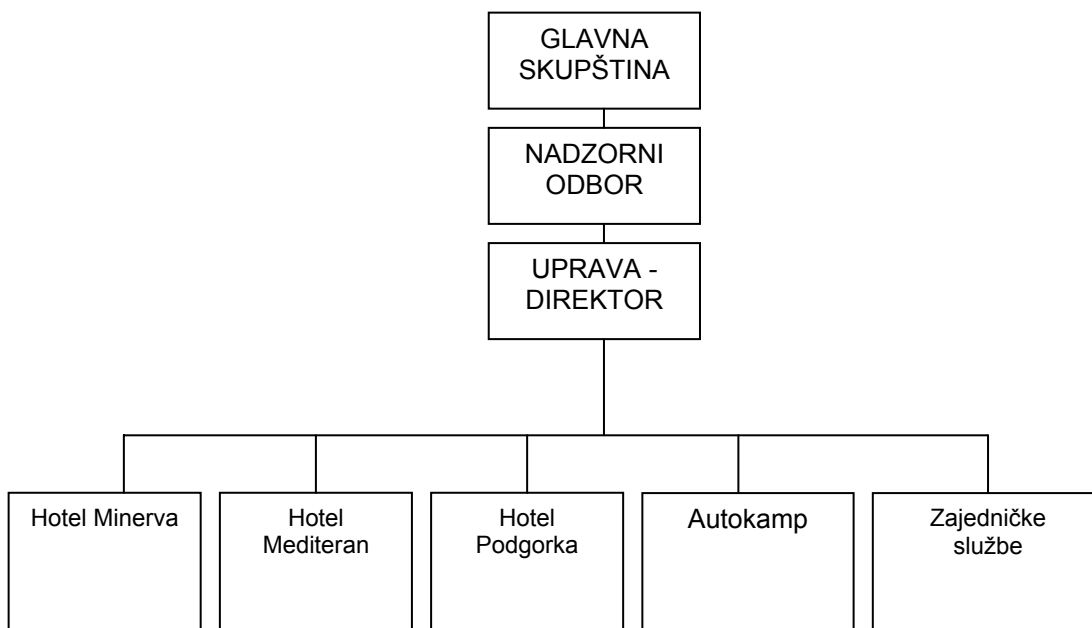 GLAVNA
SKUPŠTINA
NADZORNI
ODBOR
UPRAVA -
DIREKTOR
Hotel Minerva
Hotel
Mediteran
Hotel
Podgorka
Autokamp
Zajedničke
službe